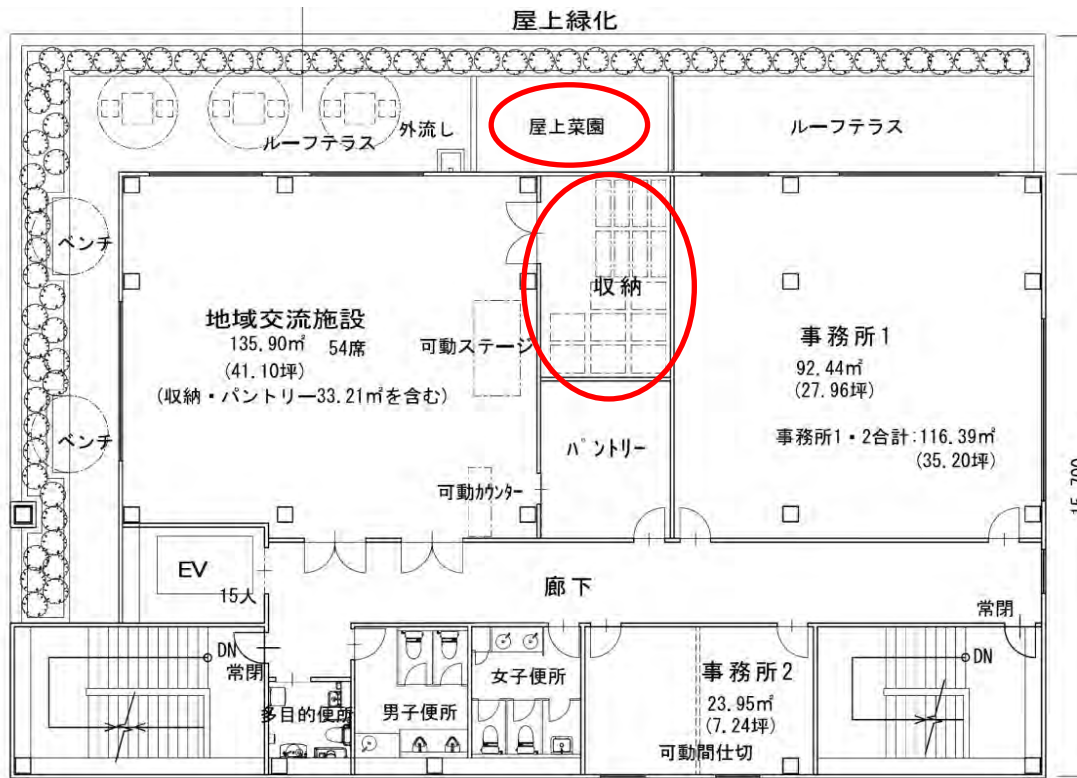 屋上緑化
ルーフテラス
外流し
屋上菜園
ルーフテラス
ベンチ
収納
地域交流施設
135.90㎡ 54席
(41.10坪)
(収納・パントリー33.21㎡を含む)
可動ステージ
事務所1
92.44㎡
(27.96坪)
事務所1・2合計:116.39㎡
(35.20坪)
ベンチ
パントリー
可動カウンター
15,700
EV
15人
廊下
常閉
DN
常閉
多目的便所
男子便所
女子便所
事務所2
23.95㎡
(7.24坪)
可動間仕切
DN